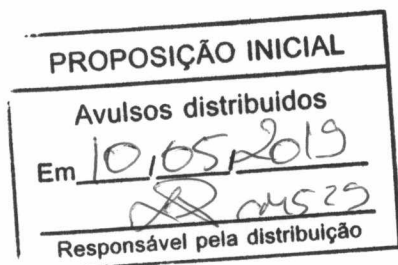 PROPOSIÇÃO INICIAL
Avulsos distribuidos
Em 10,05,2019
Responsável pela distribuição